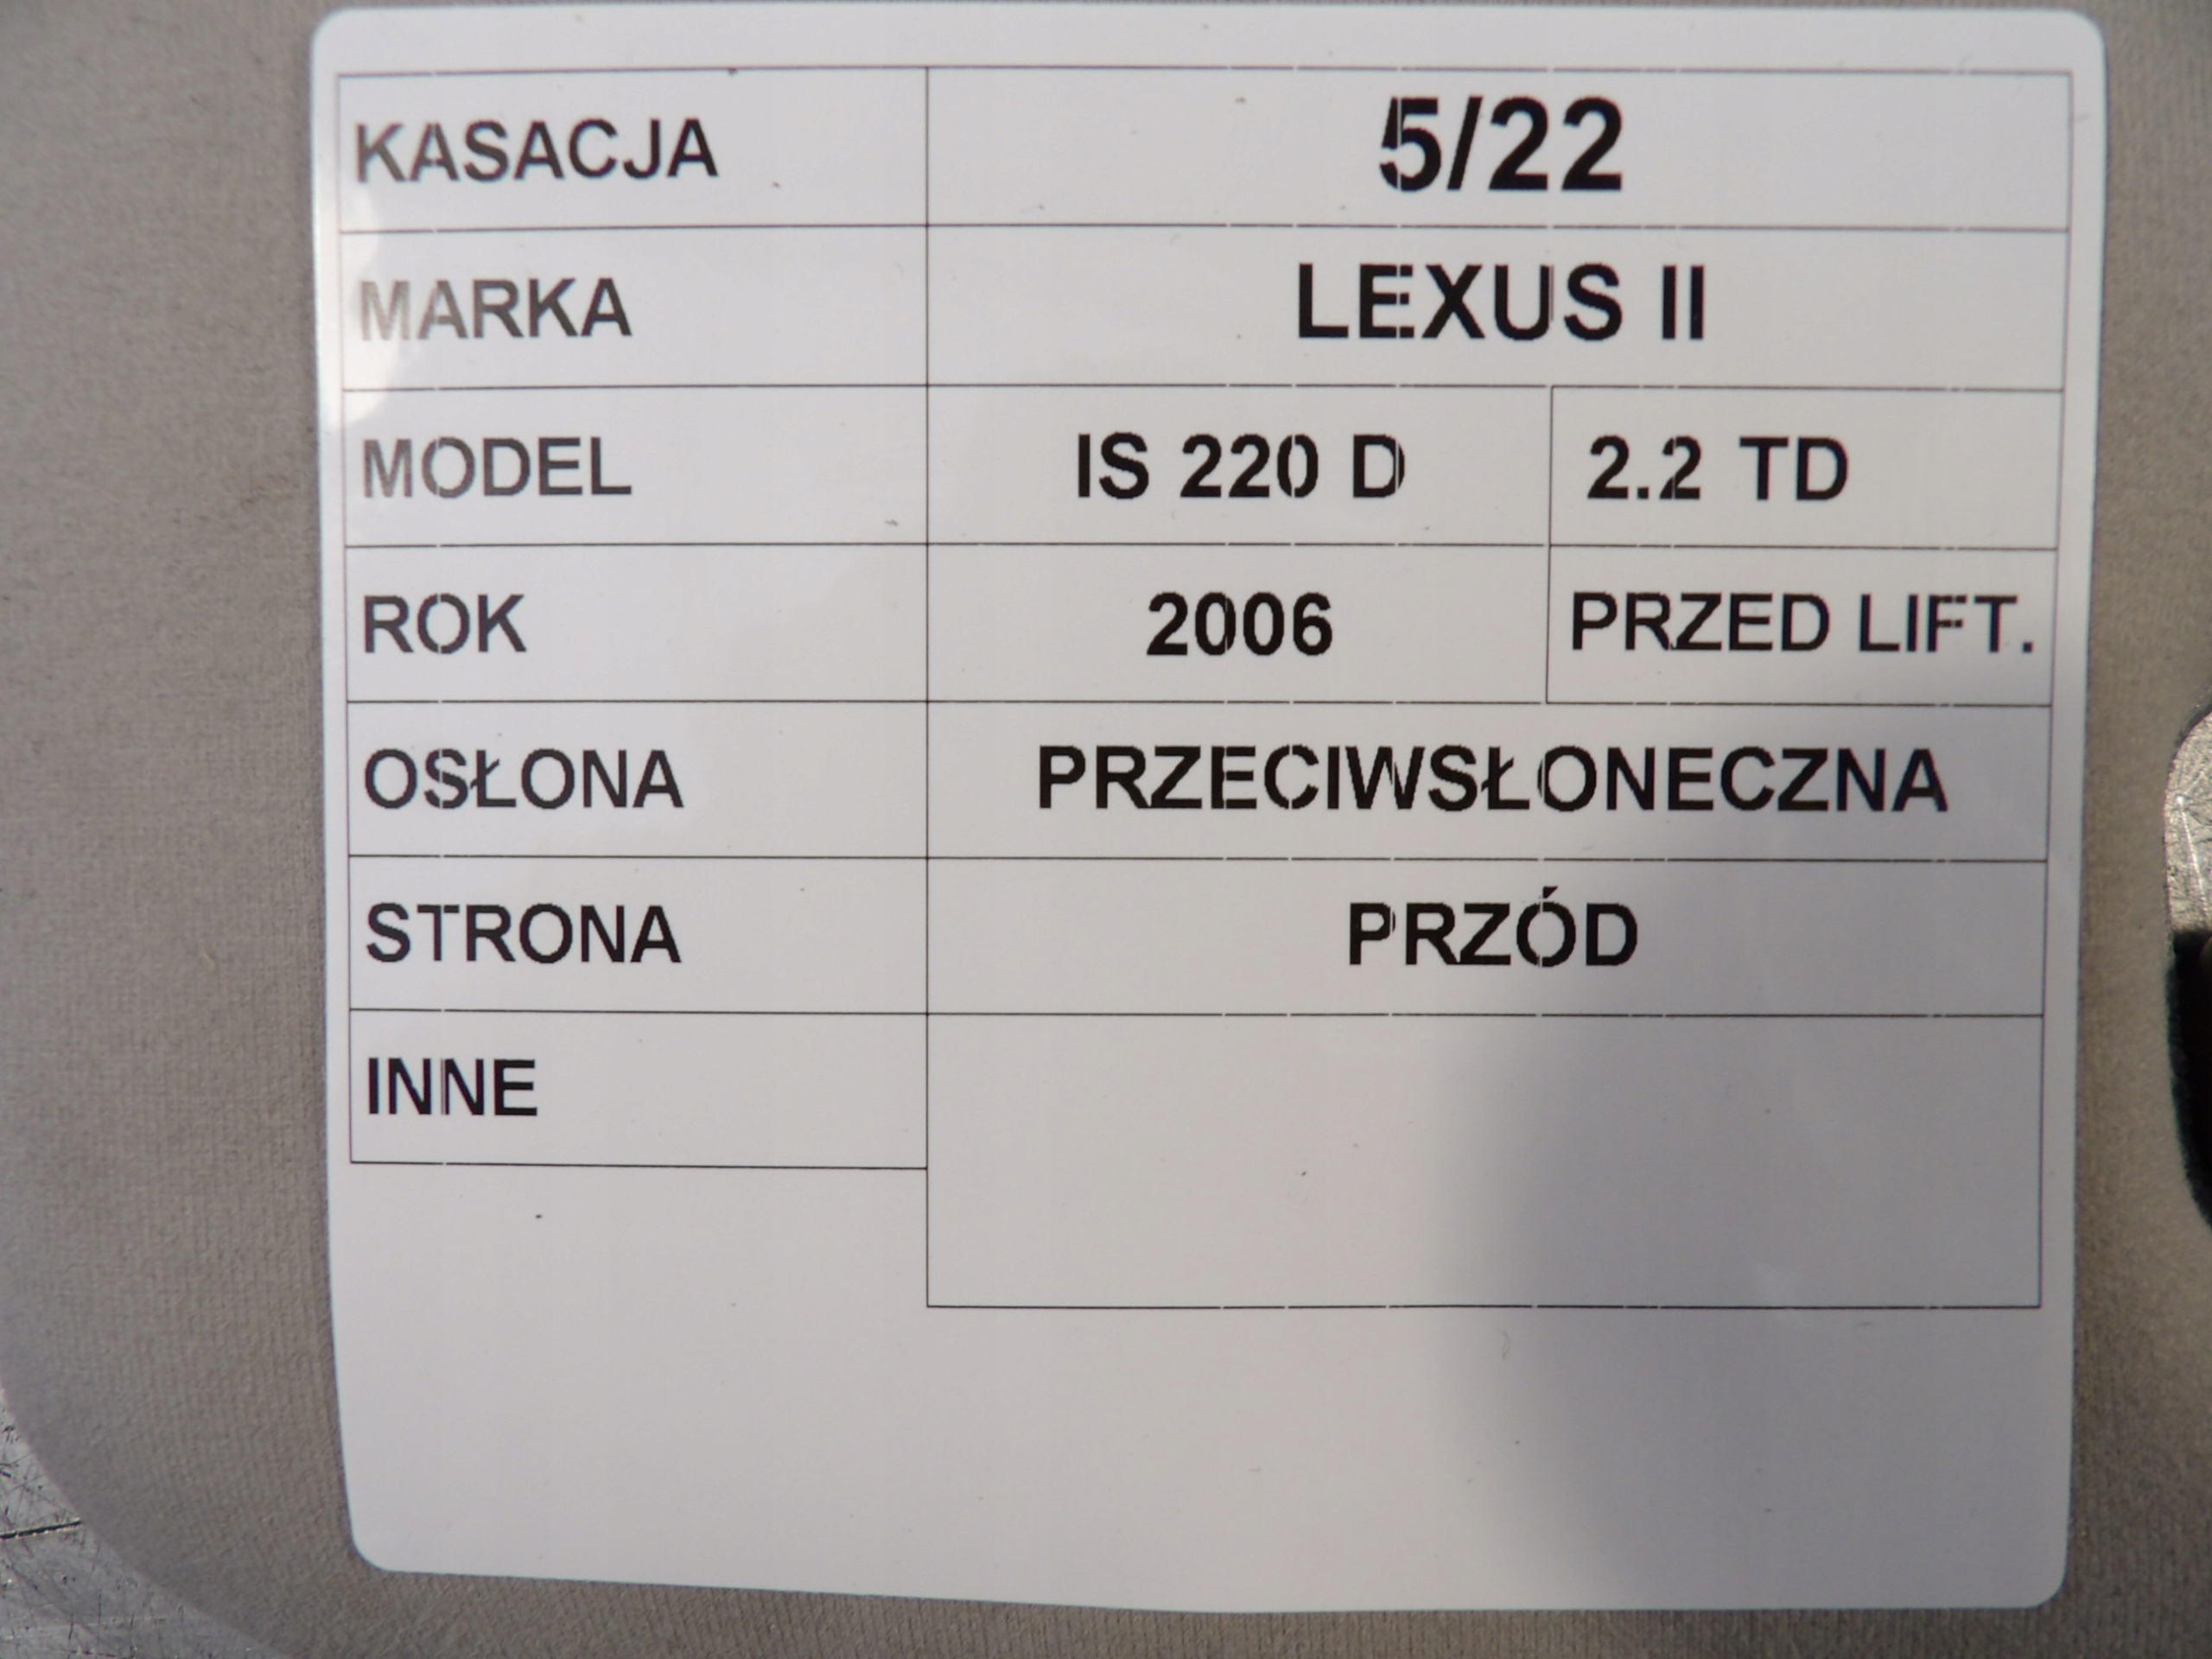 KASACJA 5/22
MARKA LEXUS II
MODEL IS 220 D 2.2 TD
ROK 2006 PRZED LIFT.
OSŁONA PRZECIWSŁONECZNA
STRONA PRZÓD
INNE